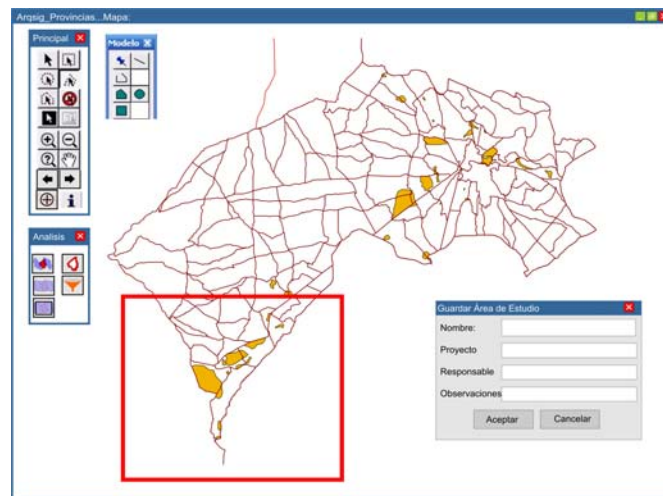 Arqsig_Provincias...Mapa:
Principal
Modelo
Analisis
Guardar Área de Estudio
Nombre:
Proyecto
Responsable
Observaciones
Aceptar Cancelar